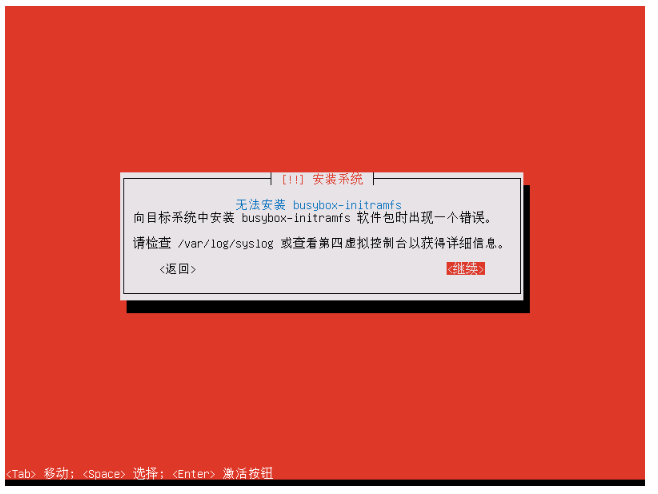 [!!] 安装系统
无法安装 busybox-initramfs
向目标系统中安装 busybox-initramfs 软件包时出现一个错误。
请检查 /var/log/syslog 或查看第四虚拟控制台以获得详细信息。
<返回> <继续>
<Tab> 移动; <Space> 选择; <Enter> 激活按钮